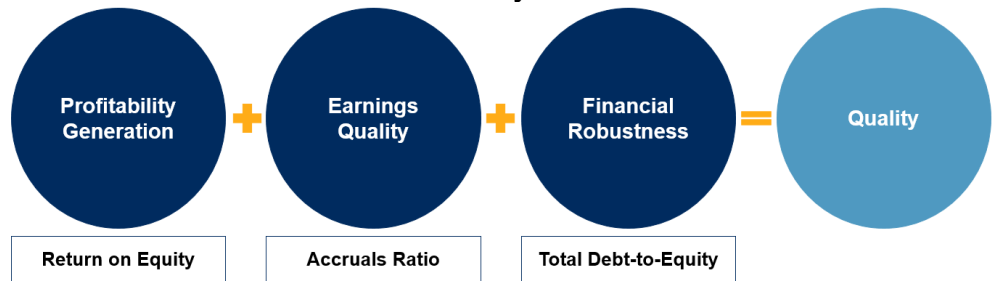 Profitability
Generation
Earnings
Quality
Financial
Robustness
Quality
Return on Equity
Accruals Ratio
Total Debt-to-Equity